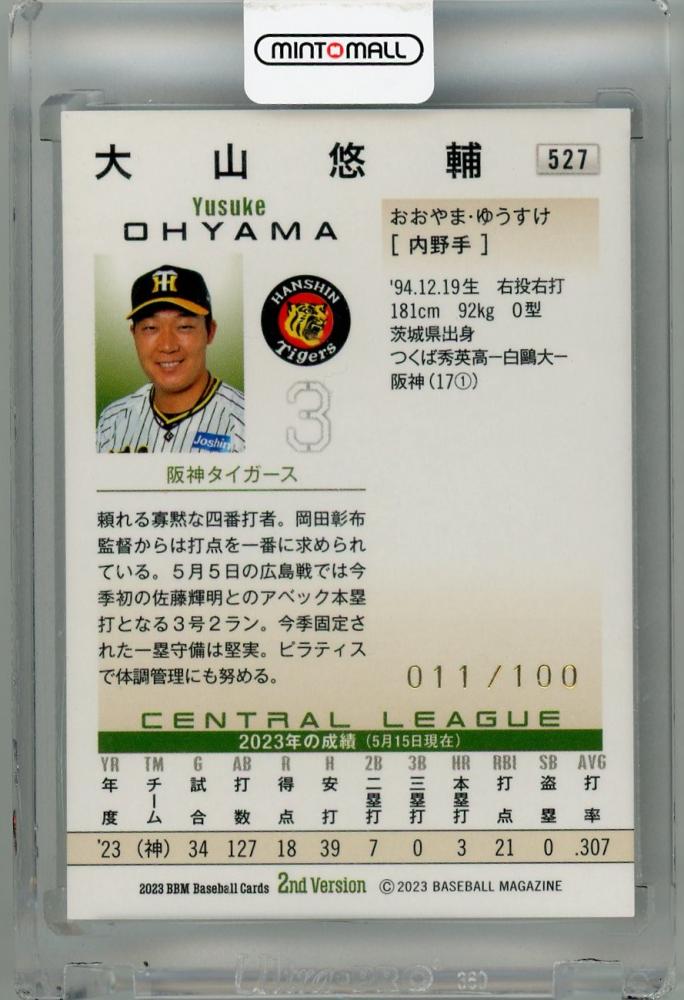 MINT MALL
大山悠輔 527
Yusuke
OHYAMA
おおやま・ゆうすけ
[ 内野手 ]
'94.12.19生 右投右打
181cm 92kg O型
茨城県出身
つくば秀英高ー白鷗大ー
阪神(17①)
HANSHIN
Tigers
Joshin
3
阪神タイガース
頼れる寡黙な四番打者。岡田彰布
監督からは打点を一番に求められ
ている。5月5日の広島戦では今
季初の佐藤輝明とのアベック本塁
打となる3号2ラン。今季固定さ
れた一塁守備は堅実。ピラティス
で体調管理にも努める。
011/100
CENTRAL LEAGUE
2023年の成績(5月15日現在)
YR TM G AB R H 2B 3B HR RBI SB AVG
年度 チーム 試合 打数 得点 安打 二塁打 三塁打 本塁打 打点 盗塁 打率
'23 (神) 34 127 18 39 7 0 3 21 0 .307
2023 BBM Baseball Cards 2nd Version ©2023 BASEBALL MAGAZINE